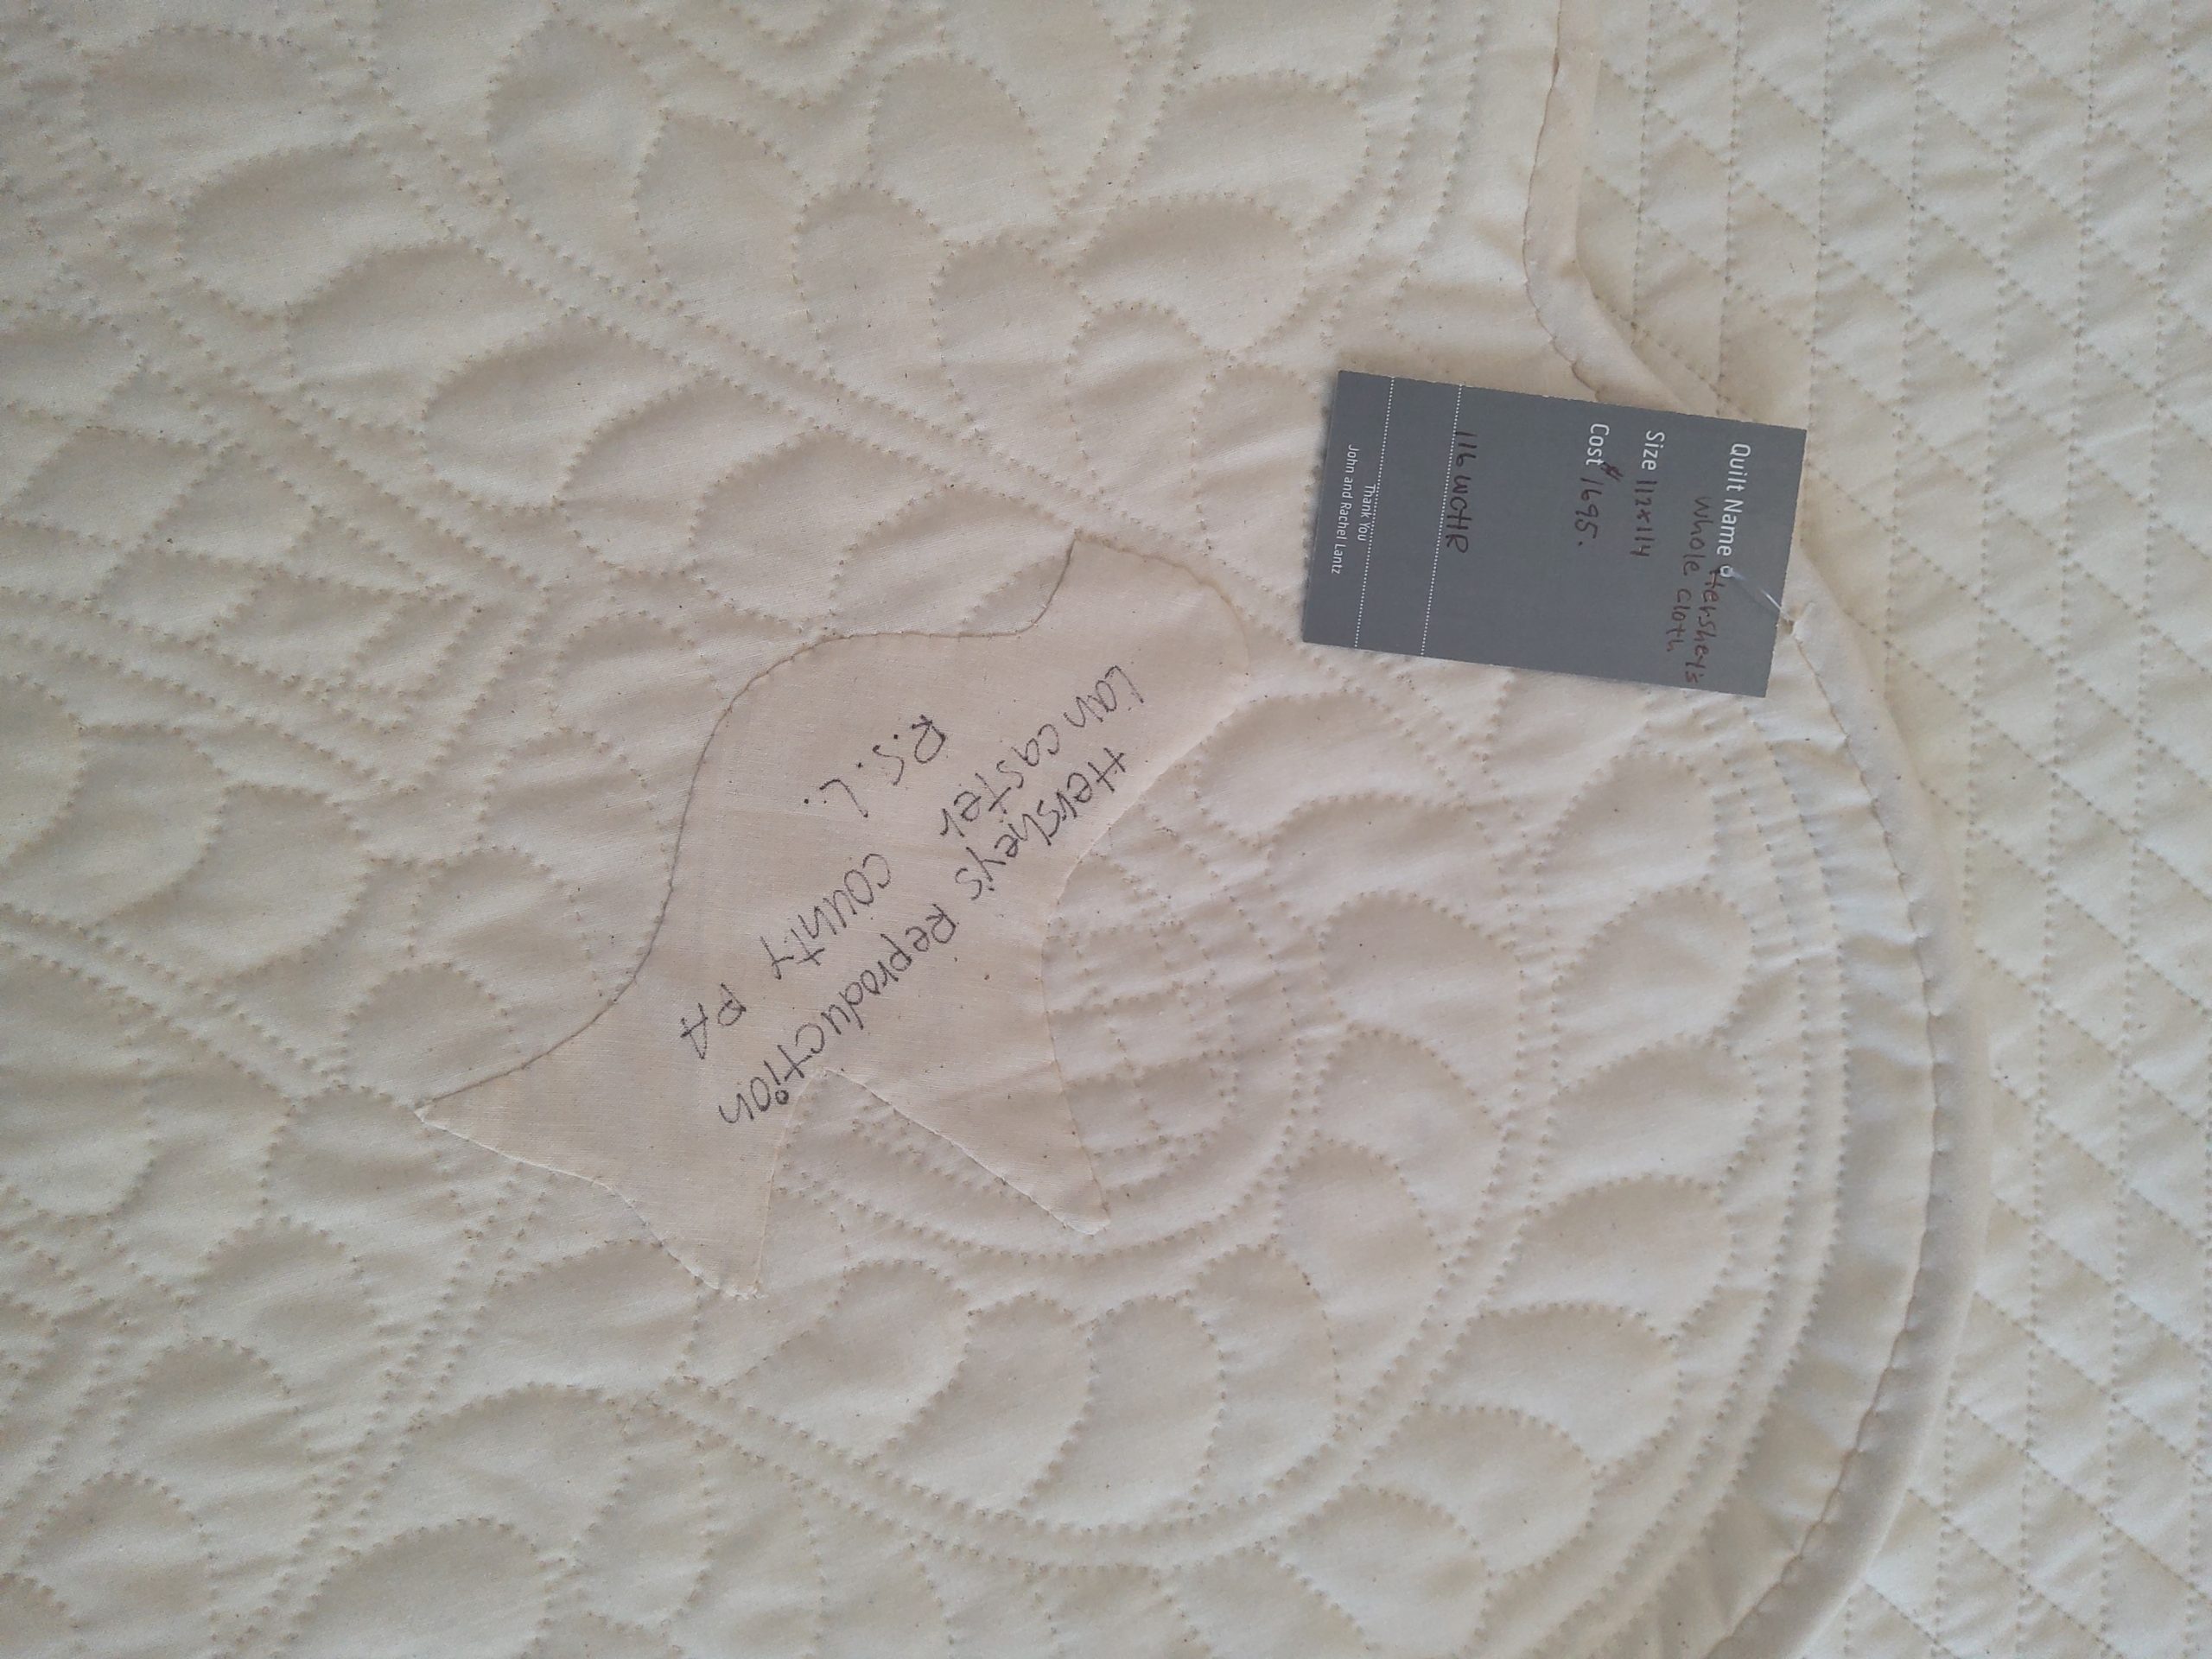 Quilt Name Hershey's
Whole Cloth
Size 112x114
Cost $1695.
116 WCHR
Thank You
John and Rachel Lantz
Hersheys Reproduction
Lancaster County PA
R.S.L.